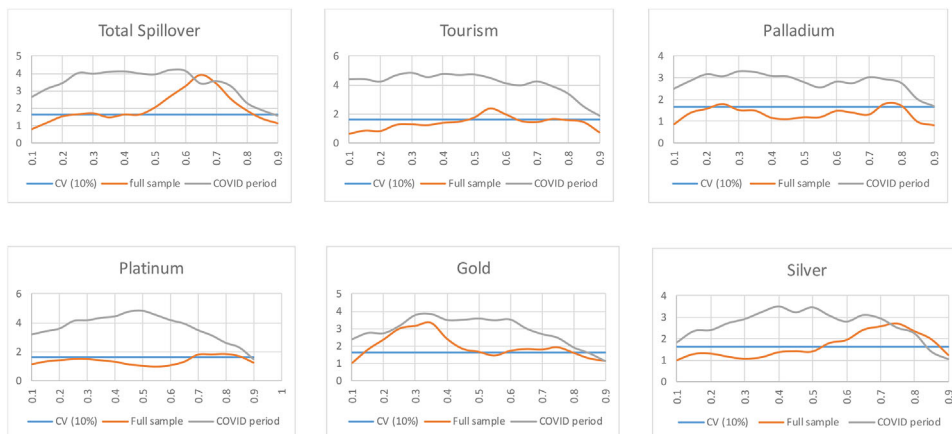 Total Spillover
5
4
3
2
1
0
0.1 0.2 0.3 0.4 0.5 0.6 0.7 0.8 0.9
CV (10%) full sample COVID period
Tourism
6
4
2
0
0.1 0.2 0.3 0.4 0.5 0.6 0.7 0.8 0.9
CV (10%) Full sample COVID period
Palladium
4
3
2
1
0
0.1 0.2 0.3 0.4 0.5 0.6 0.7 0.8 0.9
CV (10%) Full sample COVID period
Platinum
6
4
2
0
0.1 0.2 0.3 0.4 0.5 0.6 0.7 0.8 0.9 1
CV (10%) Full sample COVID period
Gold
5
4
3
2
1
0
0.1 0.2 0.3 0.4 0.5 0.6 0.7 0.8 0.9
CV (10%) Full sample COVID period
Silver
4
3
2
1
0
0.1 0.2 0.3 0.4 0.5 0.6 0.7 0.8 0.9
CV (10%) Full sample COVID period